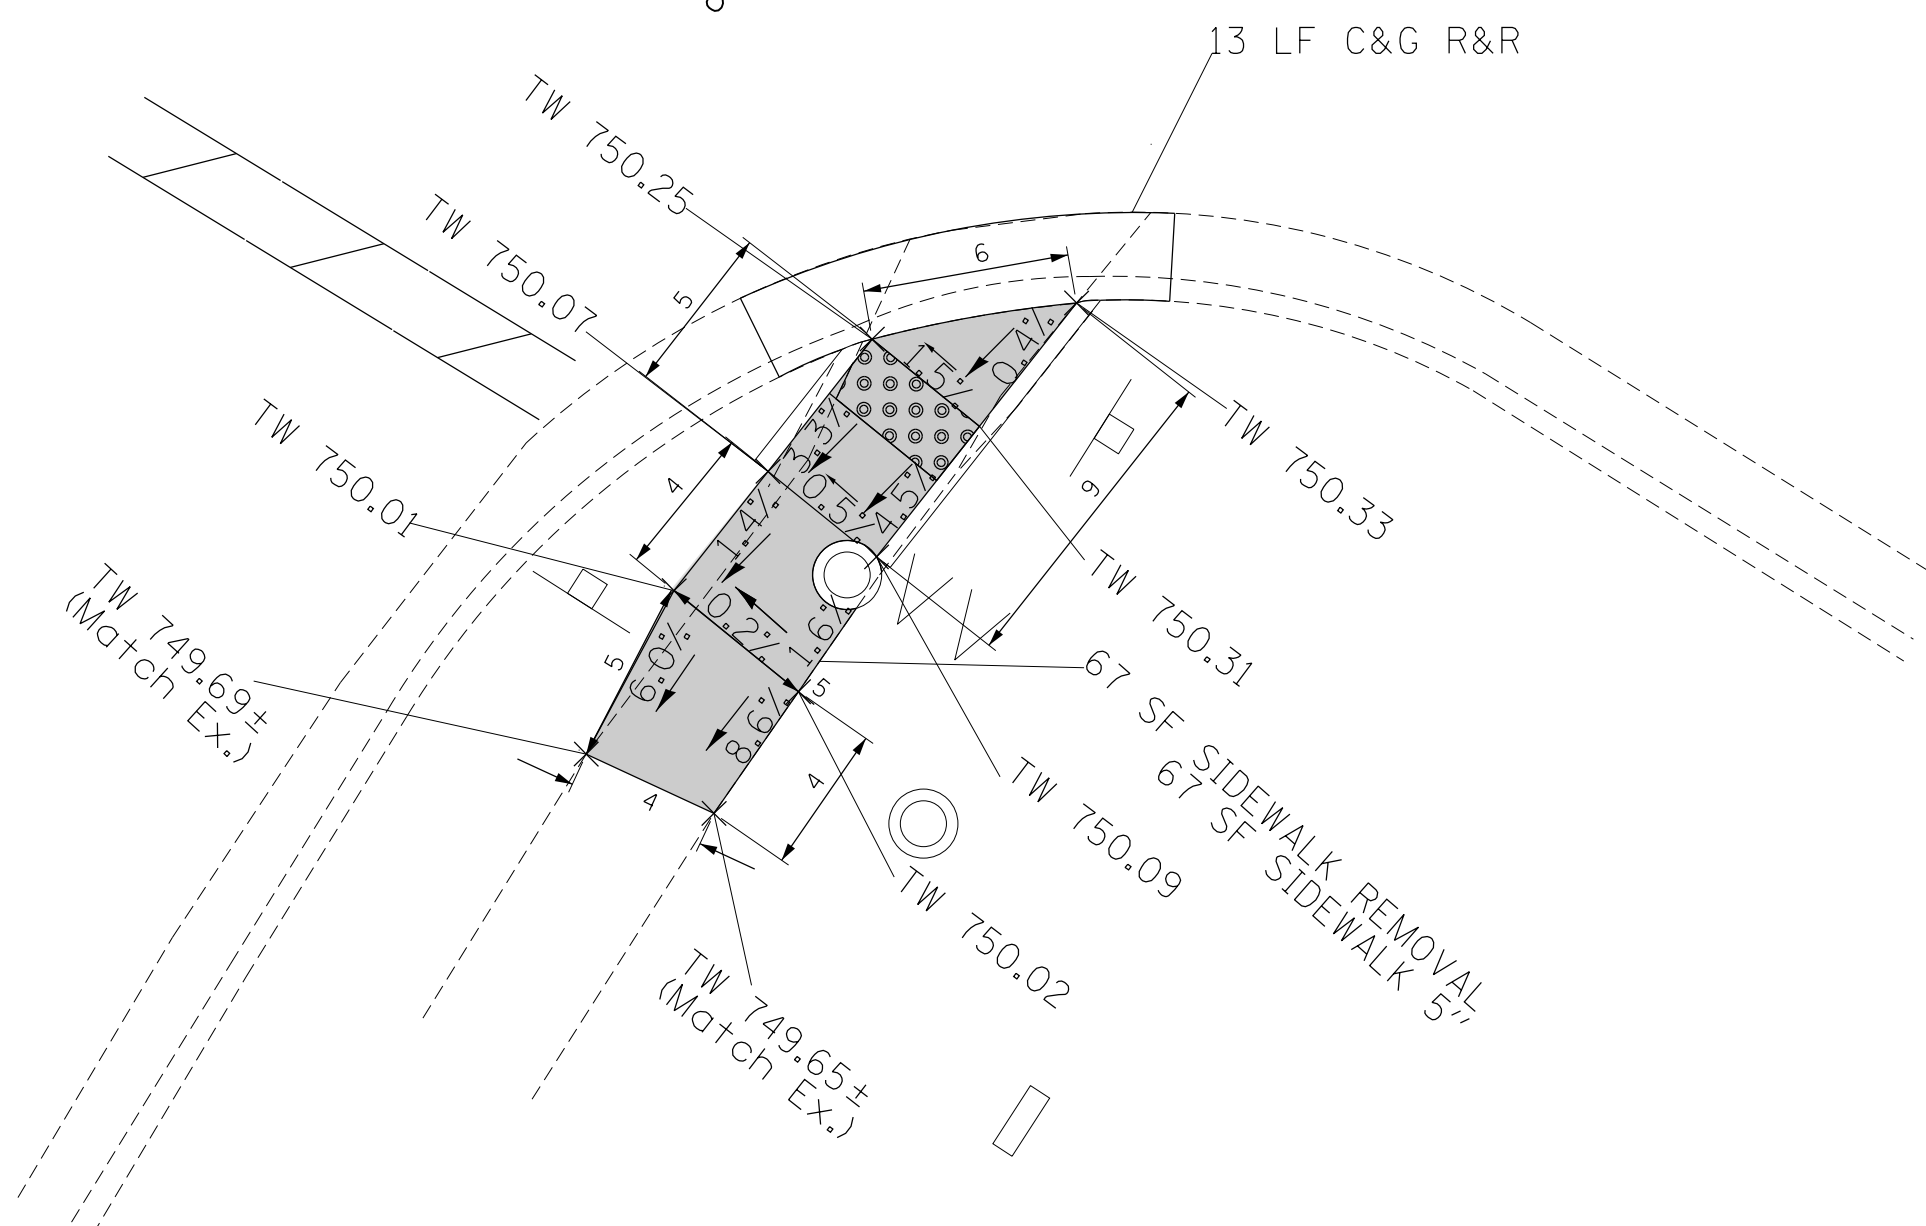 13 LF C&G R&R
TW 750.25
TW 750.07
TW 750.01
TW 749.69±
(Match Ex.)
5
6
4
5
4
4
5
9
0.4%
1.5%
3.3%
0.5%
4.5%
1.4%
0.2%
1.6%
6.0%
8.6%
TW 750.33
TW 750.31
67 SF SIDEWALK REMOVAL
67 SF SIDEWALK 5"
TW 750.09
TW 750.02
TW 749.65±
(Match Ex.)